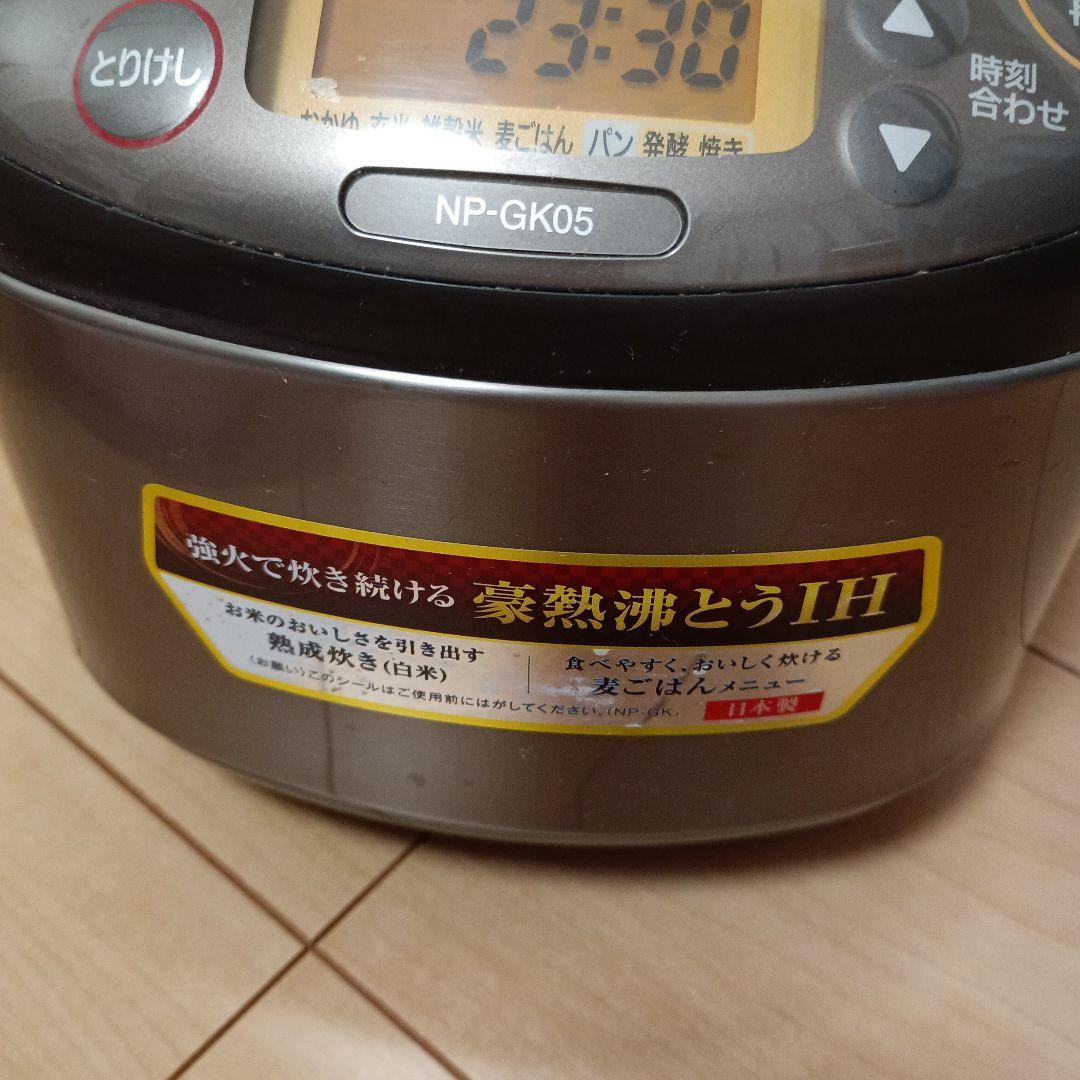 とりけし
23:30
おかゆ 玄米 雑穀米 麦ごはん パン 発酵 焼き
時刻
合わせ
NP-GK05
強火で炊き続ける 豪熱沸とうIH
お米のおいしさを引き出す
熟成炊き(白米)
食べやすく、おいしく炊ける
麦ごはんメニュー
(お願い)このシールはご使用前にはがしてください。(NP-GK
日本製